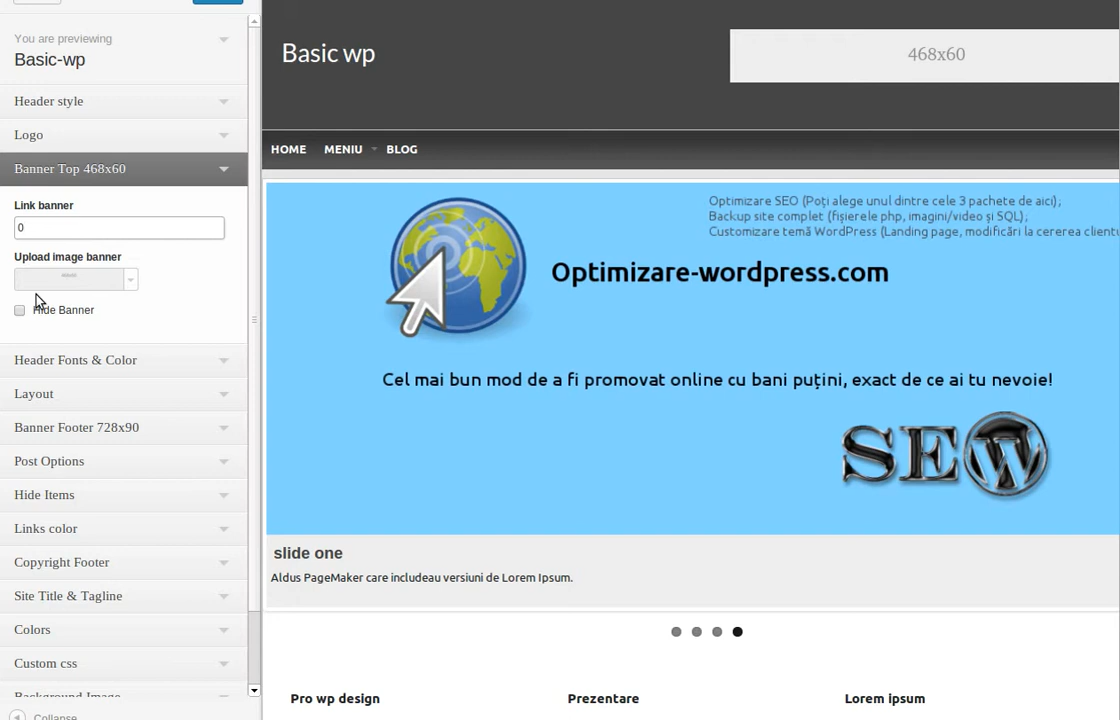 You are previewing
Basic-wp
Header style
Logo
Banner Top 468x60
Link banner
0
Upload image banner
Hide Banner
Header Fonts & Color
Layout
Banner Footer 728x90
Post Options
Hide Items
Links color
Copyright Footer
Site Title & Tagline
Colors
Custom css
Background Image
Collapse
Basic wp
468x60
HOME MENIU BLOG
Optimizare SEO (Poți alege unul dintre cele 3 pachete de aici);
Backup site complet (fișierele php, imagini/video și SQL);
Customizare temă WordPress (Landing page, modificări la cererea
Optimizare-wordpress.com
Cel mai bun mod de a fi promovat online cu bani puțini, exact de ce ai tu nevoie!
SEW
slide one
Aldus PageMaker care includeau versiuni de Lorem Ipsum.
Pro wp design
Prezentare
Lorem ipsum